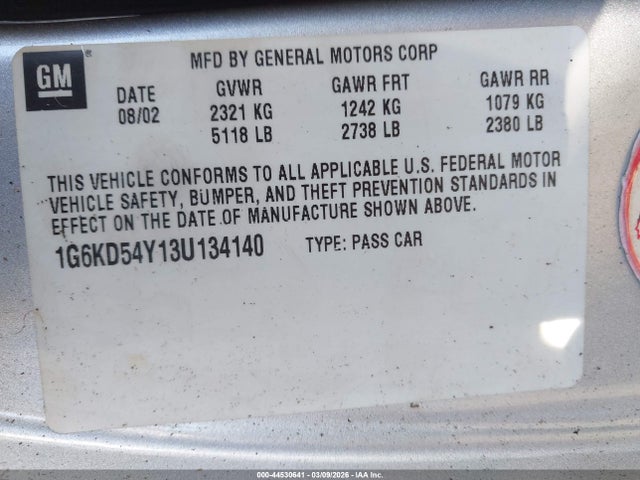 GM
®
MFD BY GENERAL MOTORS CORP
DATE GVWR GAWR FRT GAWR RR
08/02 2321 KG 1242 KG 1079 KG
5118 LB 2738 LB 2380 LB
THIS VEHICLE CONFORMS TO ALL APPLICABLE U.S. FEDERAL MOTOR
VEHICLE SAFETY, BUMPER, AND THEFT PREVENTION STANDARDS IN
EFFECT ON THE DATE OF MANUFACTURE SHOWN ABOVE.
1G6KD54Y13U134140 TYPE: PASS CAR
000-44530641 - 03/09/2026 - IAA Inc.